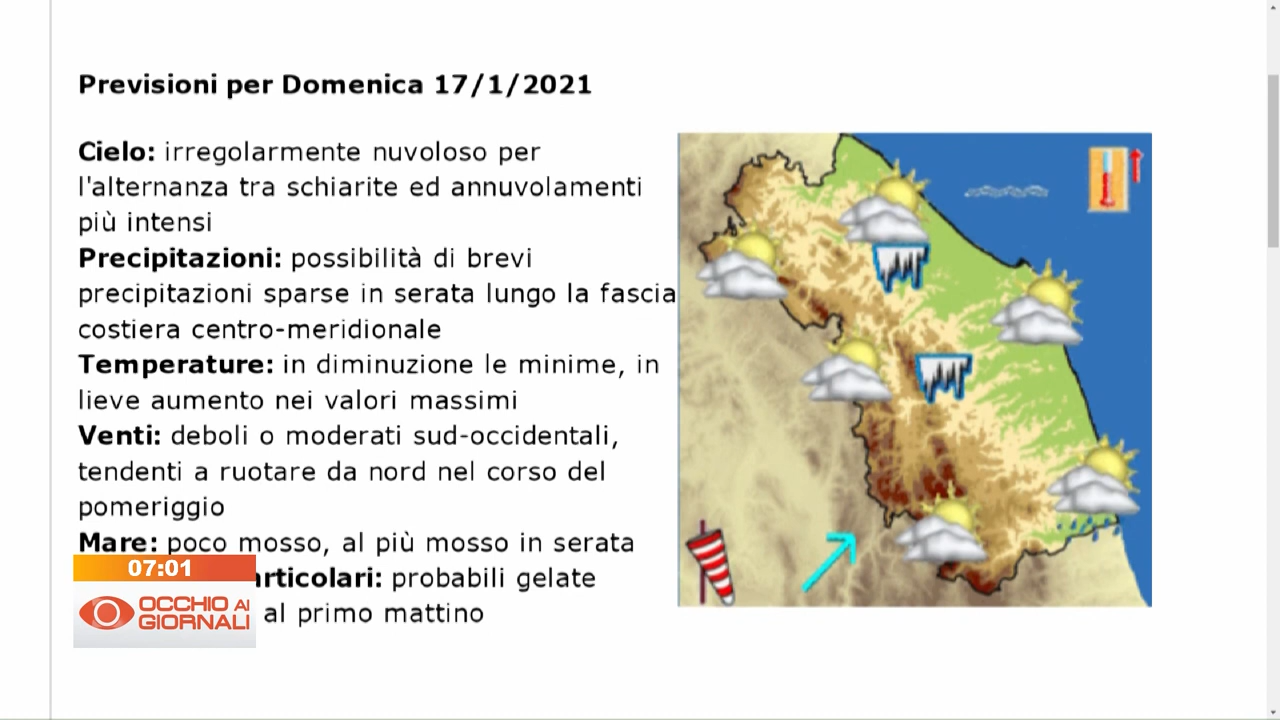 Previsioni per Domenica 17/1/2021
Cielo: irregolarmente nuvoloso per
l'alternanza tra schiarite ed annuvolamenti
più intensi
Precipitazioni: possibilità di brevi
precipitazioni sparse in serata lungo la fascia
costiera centro-meridionale
Temperature: in diminuzione le minime, in
lieve aumento nei valori massimi
Venti: deboli o moderati sud-occidentali,
tendenti a ruotare da nord nel corso del
pomeriggio
Mare: poco mosso, al più mosso in serata
articolari: probabili gelate
al primo mattino
07:01
OCCHIO AI
GIORNALI